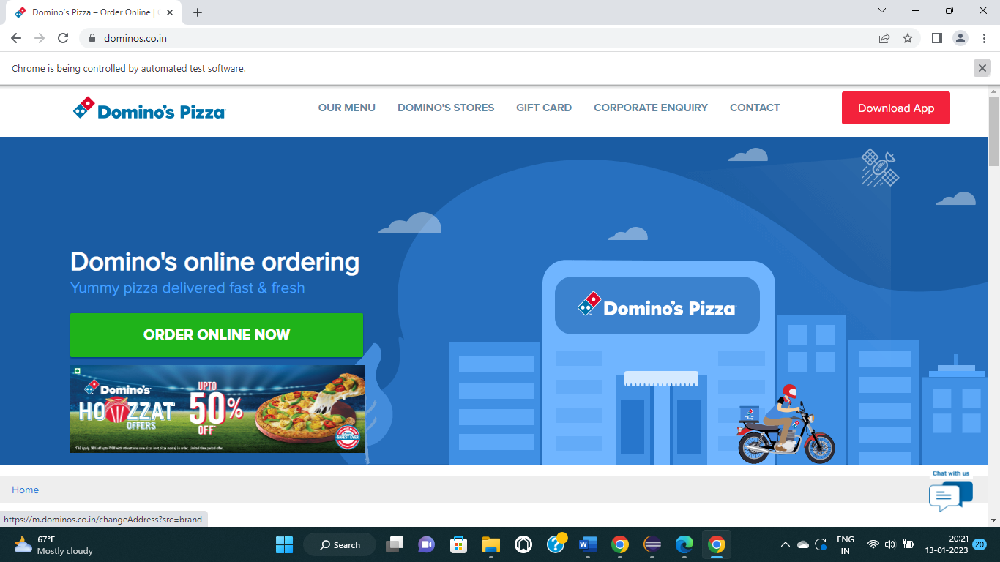 Domino's Pizza – Order Online |
dominos.co.in
Chrome is being controlled by automated test software.
Domino's Pizza
OUR MENU
DOMINO'S STORES
GIFT CARD
CORPORATE ENQUIRY
CONTACT
Download App
Domino's online ordering
Yummy pizza delivered fast & fresh
Domino's Pizza
ORDER ONLINE NOW
Domino's
HOWZZAT
OFFERS
UPTO
50%
OFF*
SAFEST EVER
Chat with us
Home
https://m.dominos.co.in/changeAddress?src=brand
67°F
Mostly cloudy
Search
ENG
IN
20:21
13-01-2023
20